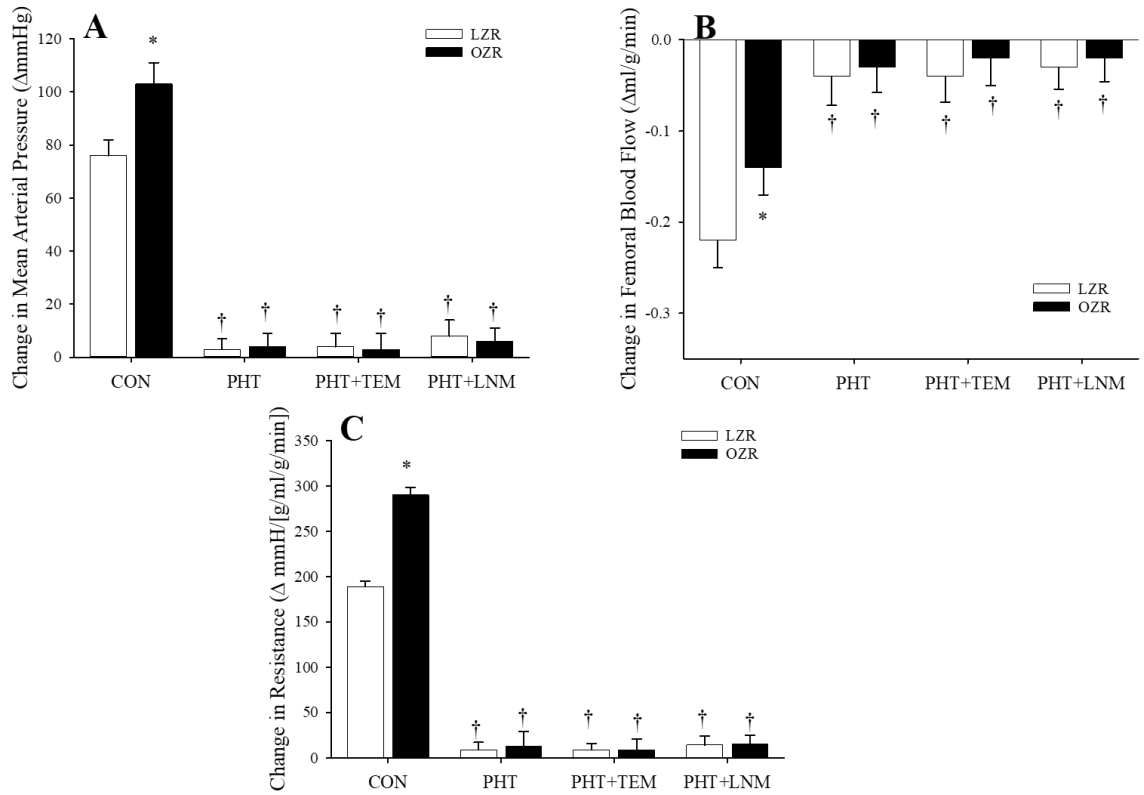 A
Change in Mean Arterial Pressure (ΔmmHg)
120
100
80
60
40
20
0
*
† † † † † †
LZR
OZR
CON PHT PHT+TEM PHT+LNM
B
Change in Femoral Blood Flow (Δml/g/min)
0.0
-0.1
-0.2
-0.3
*
† † † † † †
LZR
OZR
CON PHT PHT+TEM PHT+LNM
C
Change in Resistance (Δ mmH/[g/ml/g/min])
350
300
250
200
150
100
50
0
*
† † † † † †
LZR
OZR
CON PHT PHT+TEM PHT+LNM